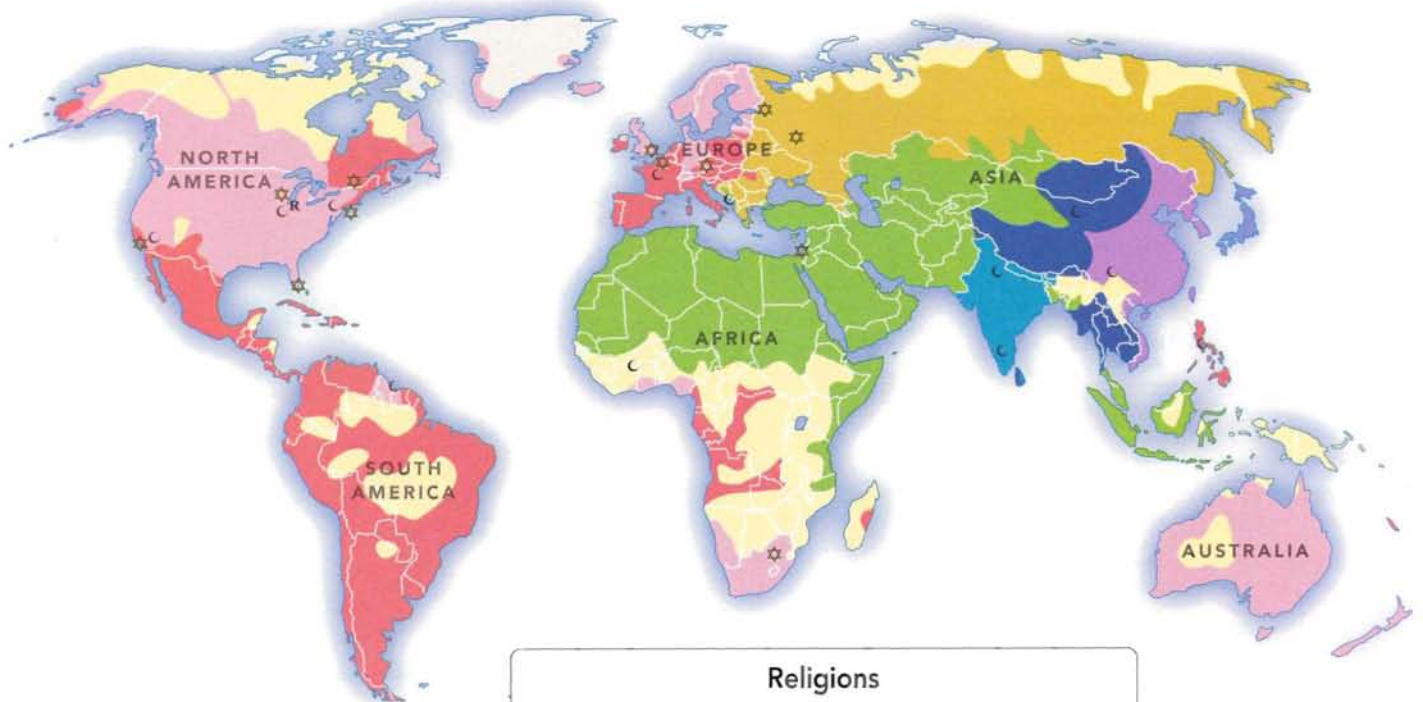 NORTH
AMERICA
R
EUROPE
ASIA
AFRICA
SOUTH
AMERICA
AUSTRALIA
Religions